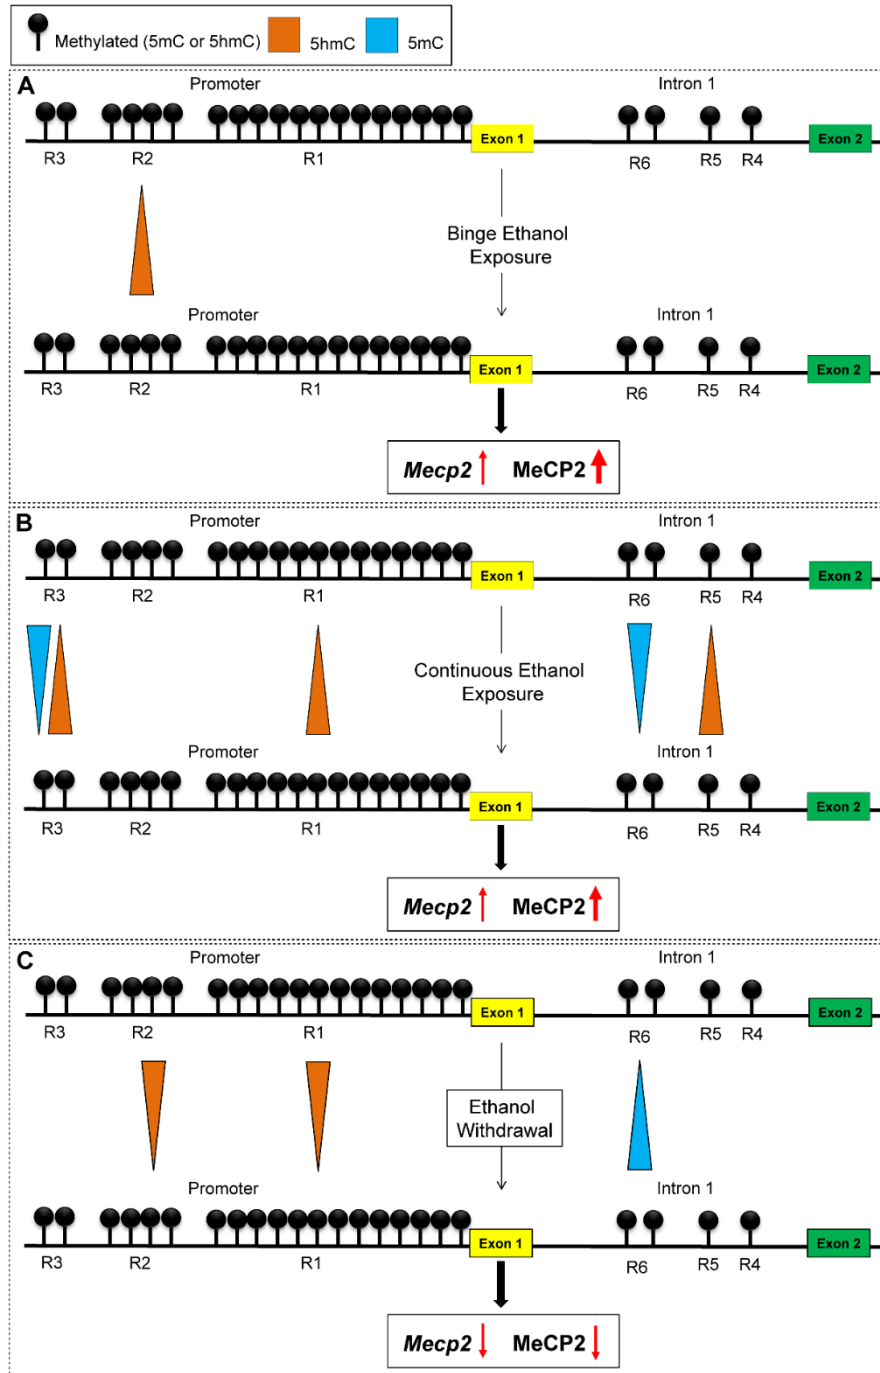 Methylated (5mC or 5hmC) 5hmC 5mC
A
Promoter Intron 1
Exon 1 Exon 2
R3 R2 R1 R6 R5 R4
Binge Ethanol
Exposure
Promoter Intron 1
Exon 1 Exon 2
R3 R2 R1 R6 R5 R4
Mecp2 MeCP2
B
Promoter Intron 1
Exon 1 Exon 2
R3 R2 R1 R6 R5 R4
Continuous Ethanol
Exposure
Promoter Intron 1
Exon 1 Exon 2
R3 R2 R1 R6 R5 R4
Mecp2 MeCP2
C
Promoter Intron 1
Exon 1 Exon 2
R3 R2 R1 R6 R5 R4
Ethanol
Withdrawal
Promoter Intron 1
Exon 1 Exon 2
R3 R2 R1 R6 R5 R4
Mecp2 MeCP2